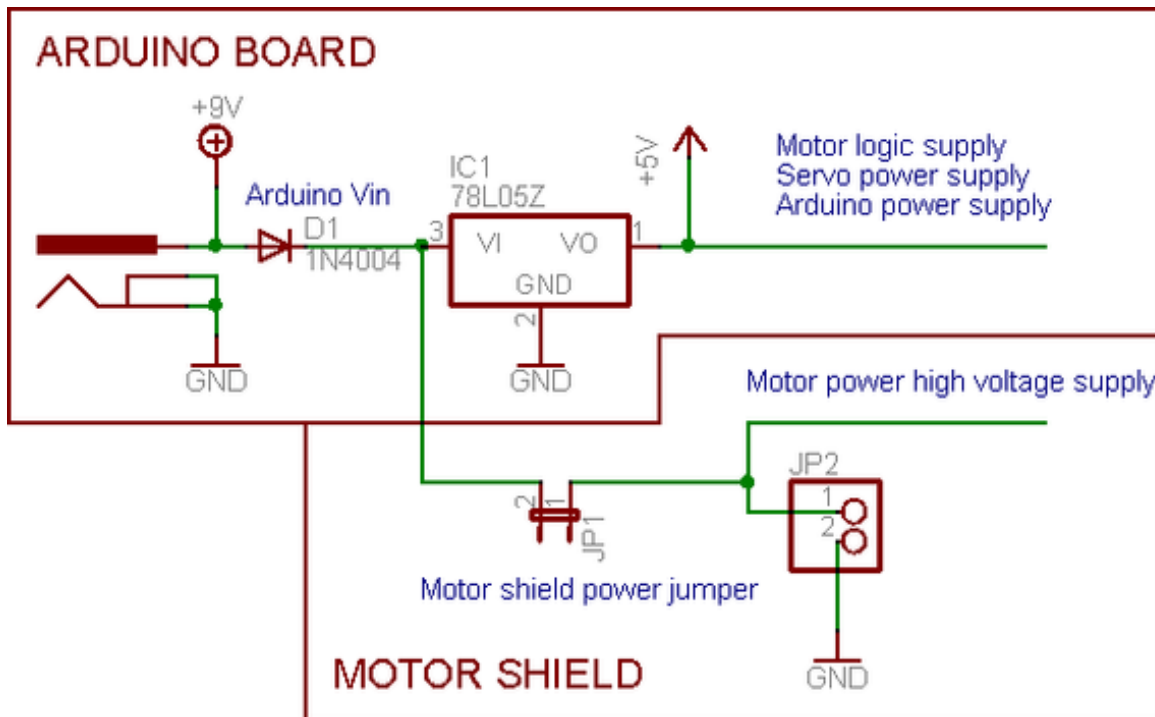 ARDUINO BOARD
+9V
Arduino Vin
D1
1N4004
IC1
78L05Z
3
VI
VO
1
GND
2
+5V
Motor logic supply
Servo power supply
Arduino power supply
GND
GND
Motor power high voltage supply
JP2
1
2
2
1
JP1
Motor shield power jumper
MOTOR SHIELD
GND